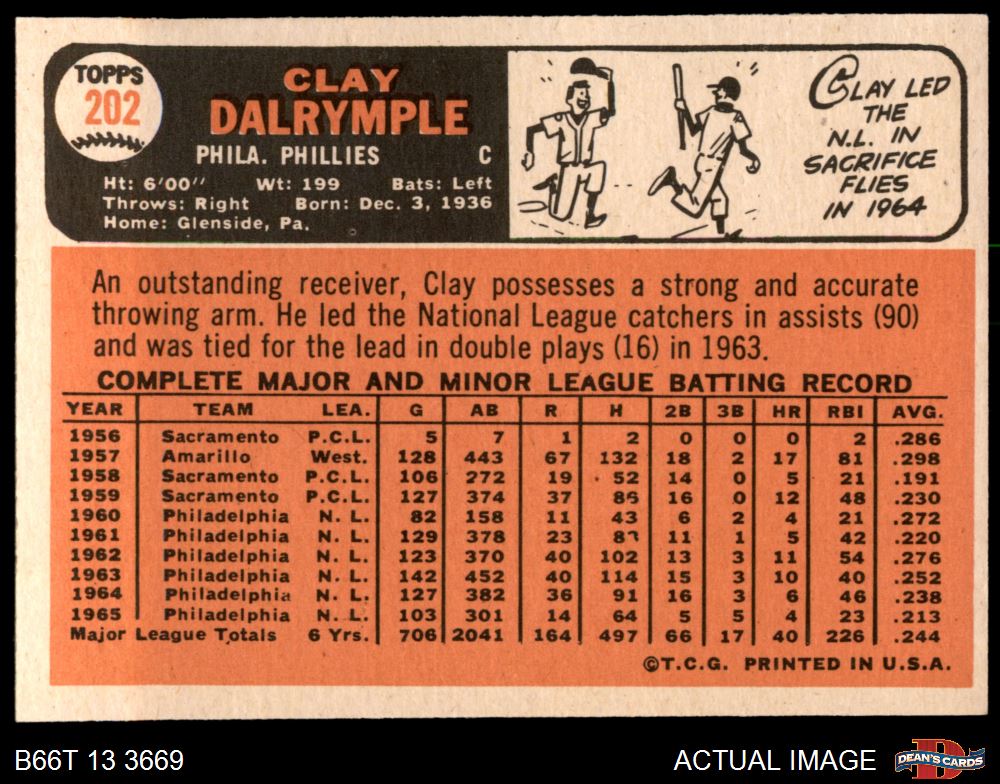 TOPPS
202
CLAY
DALRYMPLE
PHILA. PHILLIES C
Ht: 6'00" Wt: 199 Bats: Left
Throws: Right Born: Dec. 3, 1936
Home: Glenside, Pa.
CLAY LED
THE
N.L. IN
SACRIFICE
FLIES
IN 1964
An outstanding receiver, Clay possesses a strong and accurate
throwing arm. He led the National League catchers in assists (90)
and was tied for the lead in double plays (16) in 1963.
COMPLETE MAJOR AND MINOR LEAGUE BATTING RECORD
YEAR TEAM LEA. G AB R H 2B 3B HR RBI AVG.
1956 Sacramento P.C.L. 5 7 1 2 0 0 0 2 .286
1957 Amarillo West. 128 443 67 132 18 2 17 81 .298
1958 Sacramento P.C.L. 106 272 19 52 14 0 5 21 .191
1959 Sacramento P.C.L. 127 374 37 86 16 0 12 48 .230
1960 Philadelphia N. L. 82 158 11 43 6 2 4 21 .272
1961 Philadelphia N. L. 129 378 23 11 1 5 42 .220
1962 Philadelphia N. L. 123 370 40 102 13 3 11 54 .276
1963 Philadelphia N. L. 142 452 40 114 15 3 10 40 .252
1964 Philadelphia N. L. 127 382 36 91 16 3 6 46 .238
1965 Philadelphia N. L. 103 301 14 64 5 5 4 23 .213
Major League Totals 6 Yrs. 706 2041 164 497 66 17 40 226 .244
©T.C.G. PRINTED IN U.S.A.
B66T 13 3669
ACTUAL IMAGE
DEAN'S CARDS